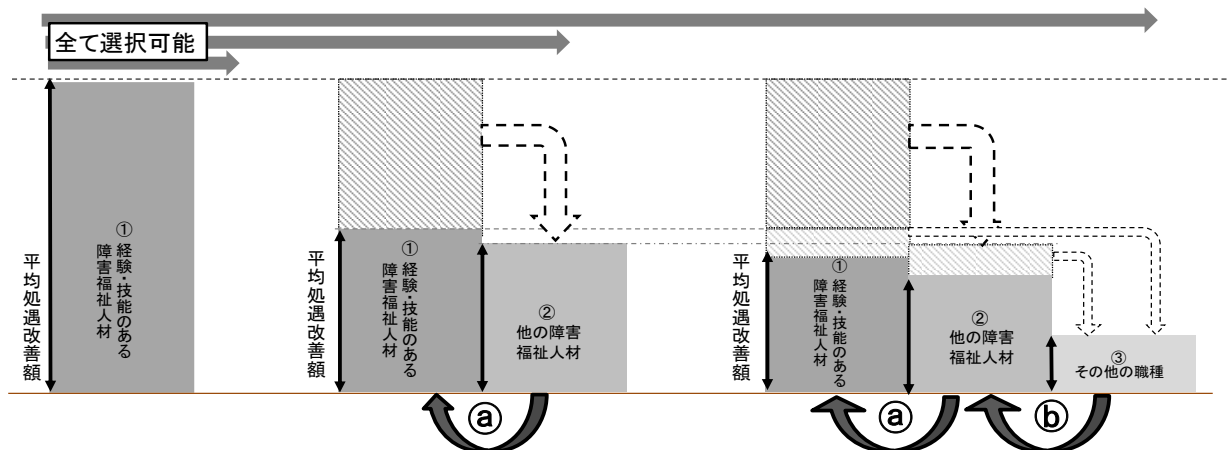 全て選択可能
平均処遇改善額
①経験・技能のある
障害福祉人材
平均処遇改善額
①経験・技能のある
障害福祉人材
②
他の障害
福祉人材
ⓐ
平均処遇改善額
①経験・技能のある
障害福祉人材
②
他の障害
福祉人材
③
その他の職種
ⓐ
ⓑ